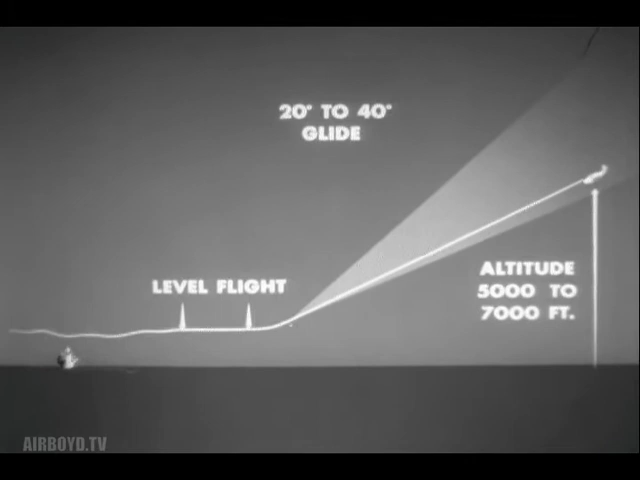 20° TO 40°
GLIDE
LEVEL FLIGHT
ALTITUDE
5000 TO
7000 FT.
AIRBOYD.TV